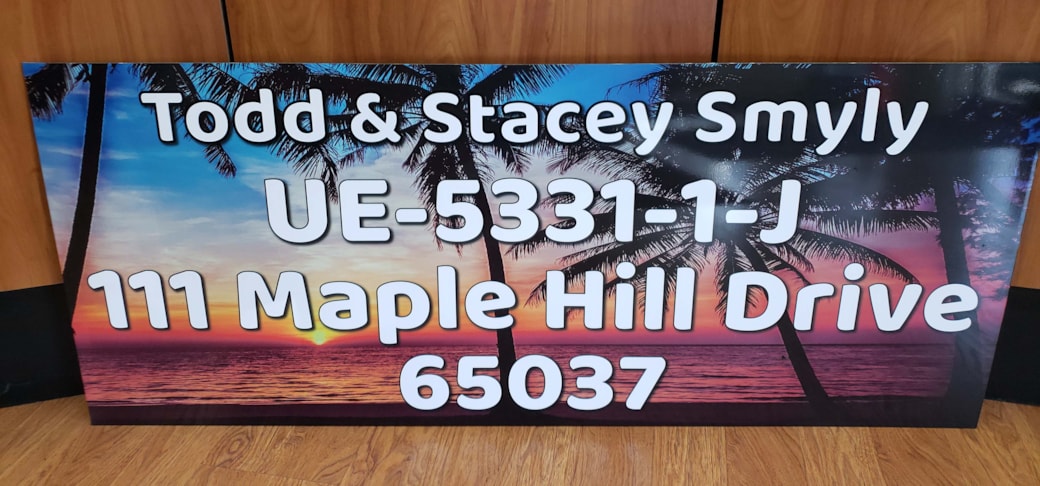 Todd & Stacey Smyly
UE-5331-1-J
111 Maple Hill Drive
65037